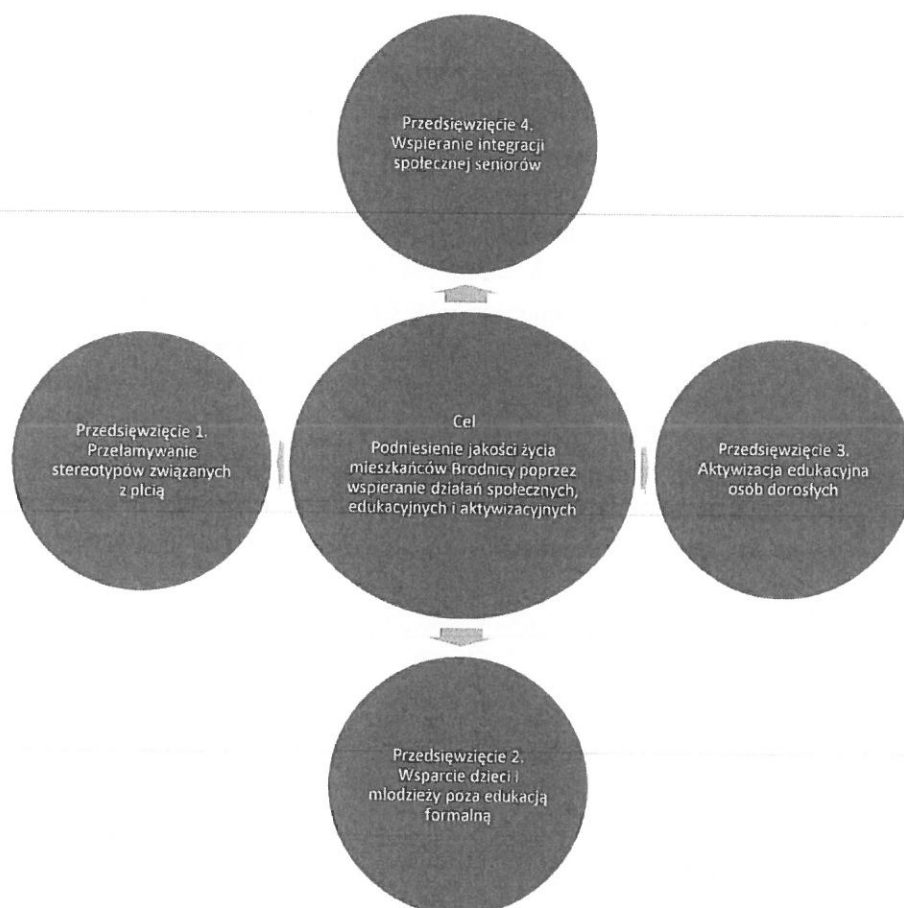 Przedsięwzięcie 4.
Wspieranie integracji
społecznej seniorów
Przedsięwzięcie 1.
Przełamywanie
stereotypów związanych
z płcią
Cel
Podniesienie jakości życia
mieszkańców Brodnicy poprzez
wspieranie działań społecznych,
edukacyjnych i aktywizacyjnych
Przedsięwzięcie 3.
Aktywizacja edukacyjna
osób dorosłych
Przedsięwzięcie 2.
Wsparcie dzieci i
młodzieży poza edukacją
formalną